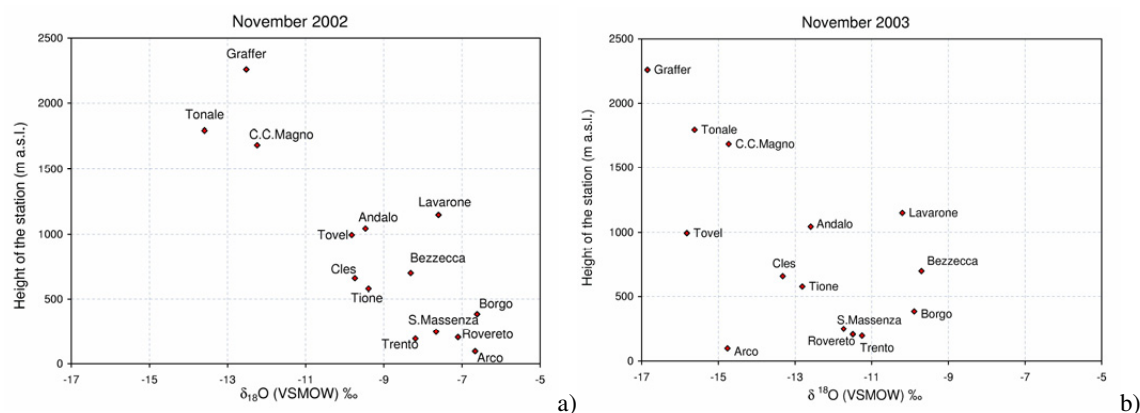 November 2002
2500
2000
1500
1000
500
0
Height of the station (m a.s.l.)
Graffer
Tonale
C.C.Magno
Lavarone
Andalo
Tovel
Bezzecca
Cles
Tione
Borgo
S.Massenza
Rovereto
Trento
Arco
-17 -15 -13 -11 -9 -7 -5
δ18O (VSMOW) ‰
a)
November 2003
2500
2000
1500
1000
500
0
Height of the station (m a.s.l.)
Graffer
Tonale
C.C.Magno
Lavarone
Andalo
Tovel
Bezzecca
Cles
Tione
Borgo
S.Massenza
Rovereto
Trento
Arco
-17 -15 -13 -11 -9 -7 -5
δ 18O (VSMOW) ‰
b)